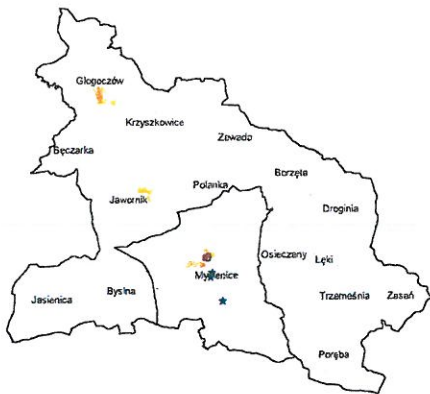 Głogoczów
Krzyszkowice
Zawada
Bęczarka
Borzęta
Polanka
Jawornik
Droginia
Osieczany
Łęki
Myślenice
Jasienica
Bysina
Trzemeśnia
Zasań
Poręba